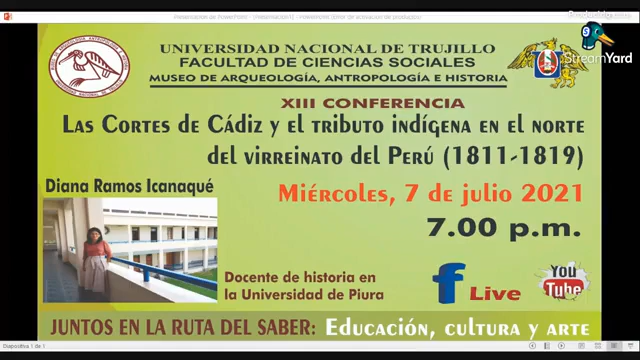 UNIVERSIDAD NACIONAL DE TRUJILLO
FACULTAD DE CIENCIAS SOCIALES
MUSEO DE ARQUEOLOGÍA, ANTROPOLOGÍA E HISTORIA
StreamYard
XIII CONFERENCIA
LAS CORTES DE CÁDIZ Y EL TRIBUTO INDÍGENA EN EL NORTE
DEL VIRREINATO DEL PERÚ (1811-1819)
Diana Ramos Icanaqué
Miércoles, 7 de julio 2021
7.00 p.m.
Docente de historia en
la Universidad de Piura
f Live
You Tube
JUNTOS EN LA RUTA DEL SABER: Educación, cultura y arte
Diapositiva 1 de 1